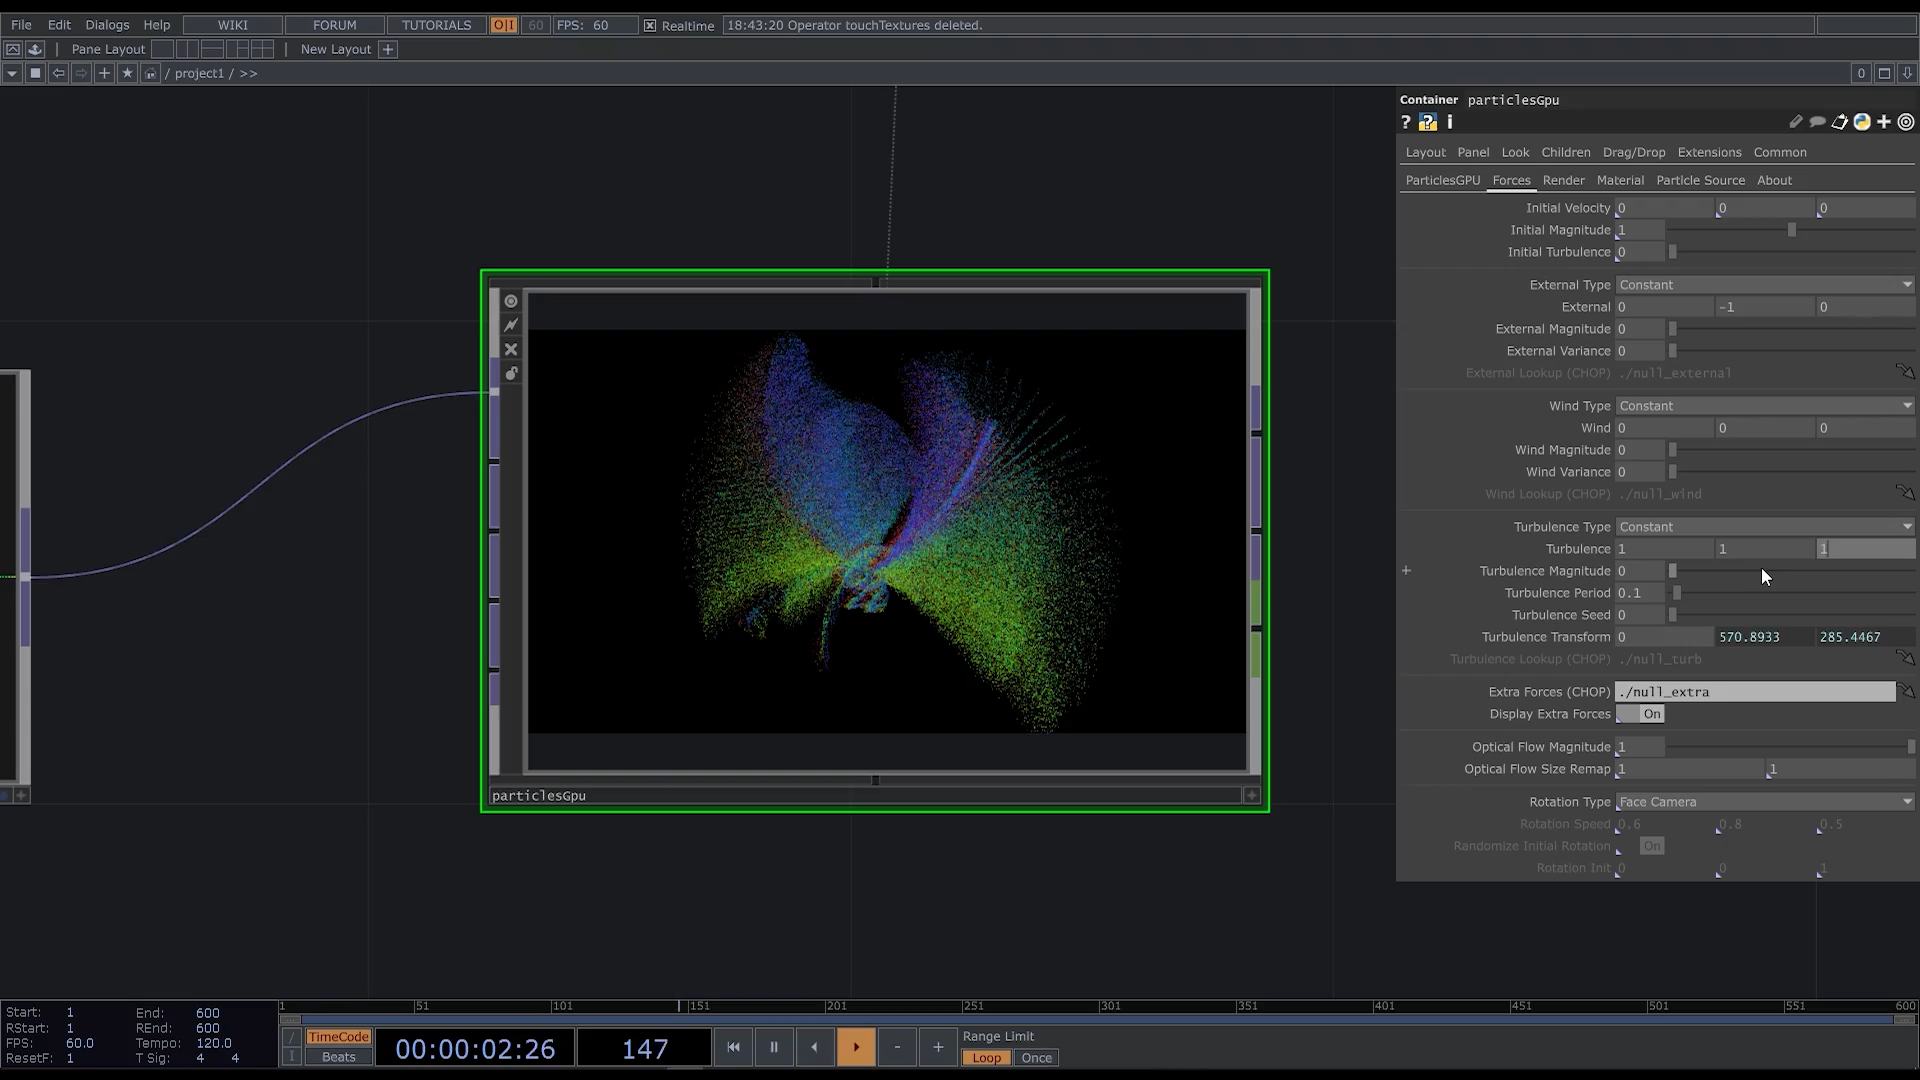 File Edit Dialogs Help WIKI FORUM TUTORIALS O|I 60 FPS: 60 Realtime 18:43:20 Operator touchTextures deleted.
Pane Layout New Layout +
/ project1 / >> 0
Container particlesGpu
? ? i
Layout Panel Look Children Drag/Drop Extensions Common
ParticlesGPU Forces Render Material Particle Source About
Initial Velocity 0 0 0
Initial Magnitude 1
Initial Turbulence 0
External Type Constant
External 0 -1 0
External Magnitude 0
External Variance 0
External Lookup (CHOP) ./null_external
Wind Type Constant
Wind 0 0 0
Wind Magnitude 0
Wind Variance 0
Wind Lookup (CHOP) ./null_wind
Turbulence Type Constant
Turbulence 1 1 1
+ Turbulence Magnitude 0
Turbulence Period 0.1
Turbulence Seed 0
Turbulence Transform 0 570.8933 285.4467
Turbulence Lookup (CHOP) ./null_turb
Extra Forces (CHOP) ./null_extra
Display Extra Forces On
Optical Flow Magnitude 1
Optical Flow Size Remap 1 1
Rotation Type Face Camera
Rotation Speed 0.6 0.8 0.5
Randomize Initial Rotation On
Rotation Init 0 0 1
particlesGpu
1 51 101 151 201 251 301 351 401 451 501 551 600
Start: 1 End: 600
RStart: 1 REnd: 600
FPS: 60.0 Tempo: 120.0
ResetF: 1 T Sig: 4 4
TimeCode
Beats
00:00:02:26 147
- +
Range Limit
Loop Once